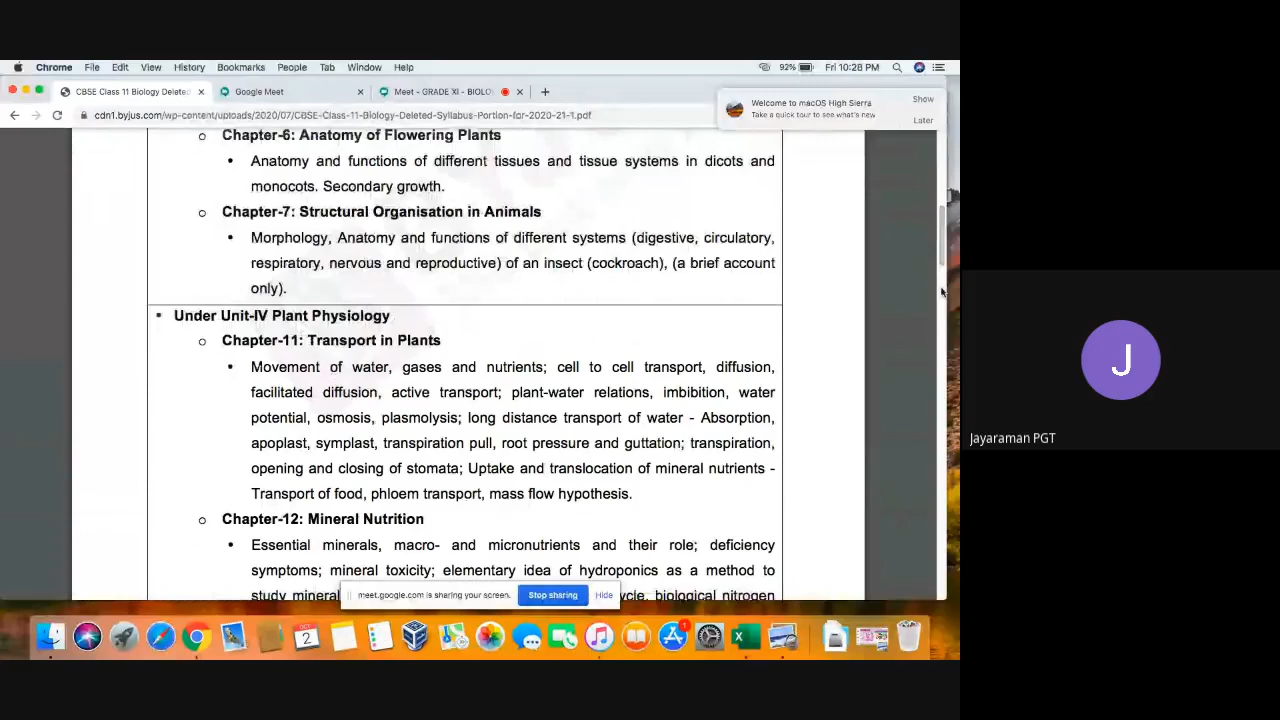 Chrome File Edit View History Bookmarks People Tab Window Help 92% Fri 10:28 PM
CBSE Class 11 Biology Deleted Google Meet Meet - GRADE XI - BIOLO
cdn1.byjus.com/wp-content/uploads/2020/07/CBSE-Class-11-Biology-Deleted-Syllabus-Portion-for-2020-21-1.pdf
Welcome to macOS High Sierra
Take a quick tour to see what's new
Show
Later
Chapter-6: Anatomy of Flowering Plants
Anatomy and functions of different tissues and tissue systems in dicots and
monocots. Secondary growth.
Chapter-7: Structural Organisation in Animals
Morphology, Anatomy and functions of different systems (digestive, circulatory,
respiratory, nervous and reproductive) of an insect (cockroach), (a brief account
only).
Under Unit-IV Plant Physiology
Chapter-11: Transport in Plants
Movement of water, gases and nutrients; cell to cell transport, diffusion,
facilitated diffusion, active transport; plant-water relations, imbibition, water
potential, osmosis, plasmolysis; long distance transport of water - Absorption,
apoplast, symplast, transpiration pull, root pressure and guttation; transpiration,
opening and closing of stomata; Uptake and translocation of mineral nutrients -
Transport of food, phloem transport, mass flow hypothesis.
Chapter-12: Mineral Nutrition
Essential minerals, macro- and micronutrients and their role; deficiency
symptoms; mineral toxicity; elementary idea of hydroponics as a method to
study mineral ycle, biological nitrogen
meet.google.com is sharing your screen. Stop sharing Hide
OCT
2
1
J
Jayaraman PGT